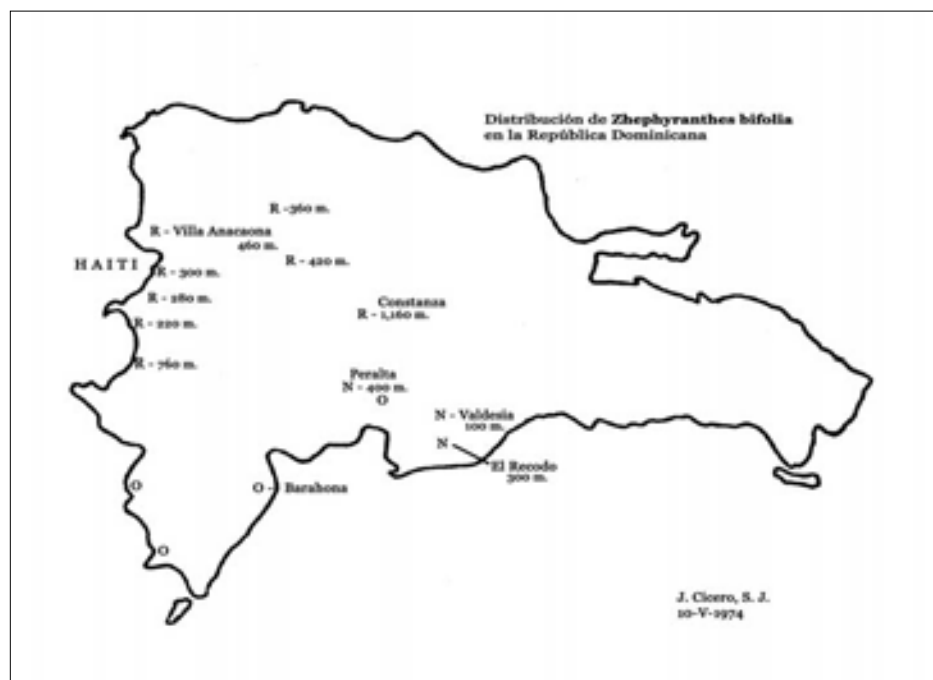 Distribución de Zhephyranthes bifolia
en la República Dominicana
R -360 m.
R - Villa Anacaona
460 m.
R - 420 m.
HAITI
R - 300 m.
R - 280 m.
Constanza
R - 1,160 m.
R - 220 m.
R - 760 m.
Peralta
N - 400 m.
O
N - Valdesia
100 m.
N
El Recodo
300 m.
O
O - Barahona
O
J. Cicero, S. J.
10-V-1974